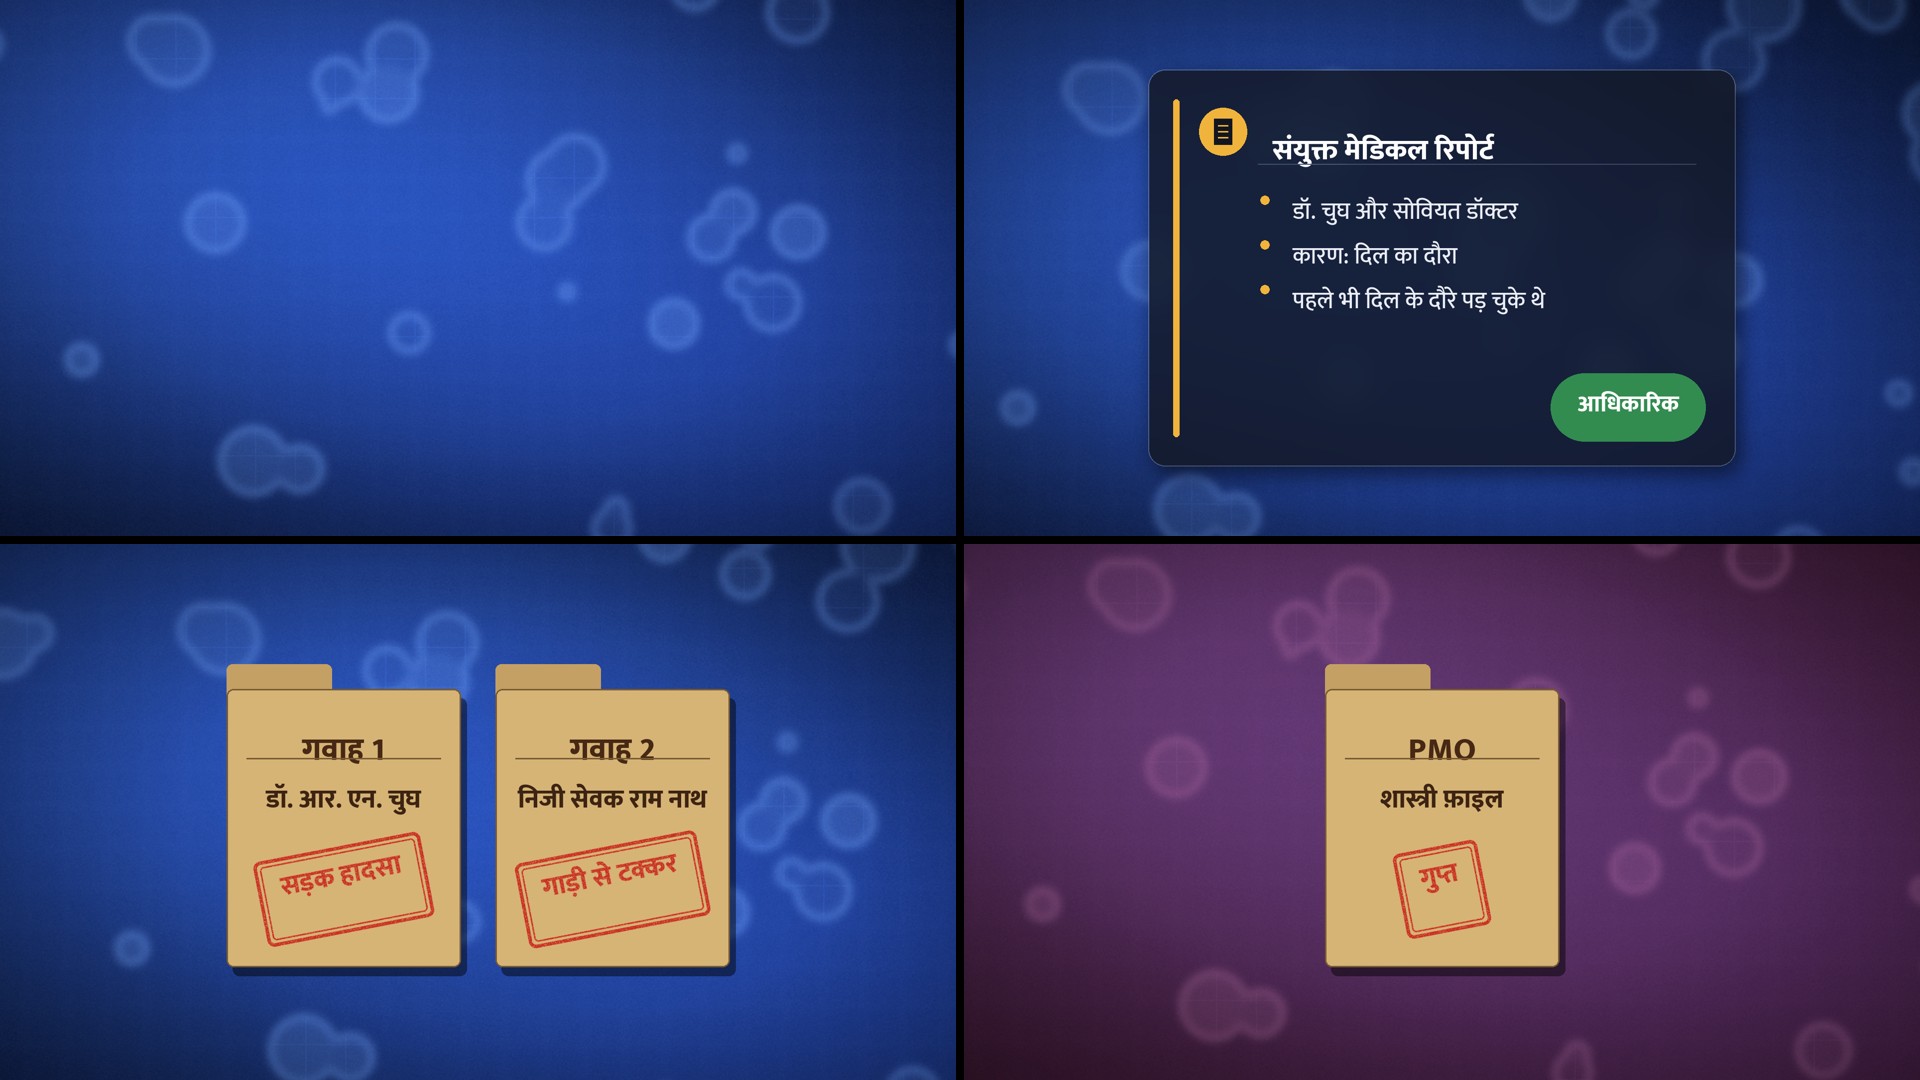 संयुक्त मेडिकल रिपोर्ट
डॉ. चुघ और सोवियत डॉक्टर
कारण: दिल का दौरा
पहले भी दिल के दौरे पड़ चुके थे
आधिकारिक
गवाह 1
डॉ. आर. एन. चुघ
सड़क हादसा
गवाह 2
निजी सेवक राम नाथ
गाड़ी से टक्कर
PMO
शास्त्री फ़ाइल
गुप्त